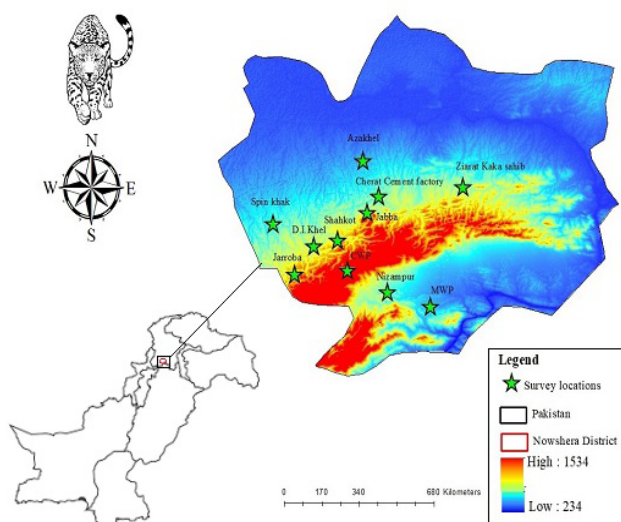 N
W E
S
Azakhel
Ziarat Kaka sahib
Cherat Cement factory
Jabba
Spin khak
Shahkot
D.I.Khel
Jarroba
CWP
Nizampur
MWP
Legend
Survey locations
Pakistan
Nowshera District
High : 1534
Low : 234
0 170 340 680 Kilometers